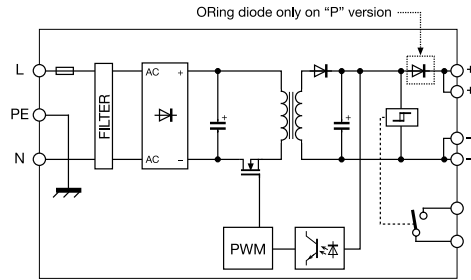 ORing diode only on “P” version
L
PE
N
FILTER
AC +
AC −
+
+
PWM
+
+
−
−